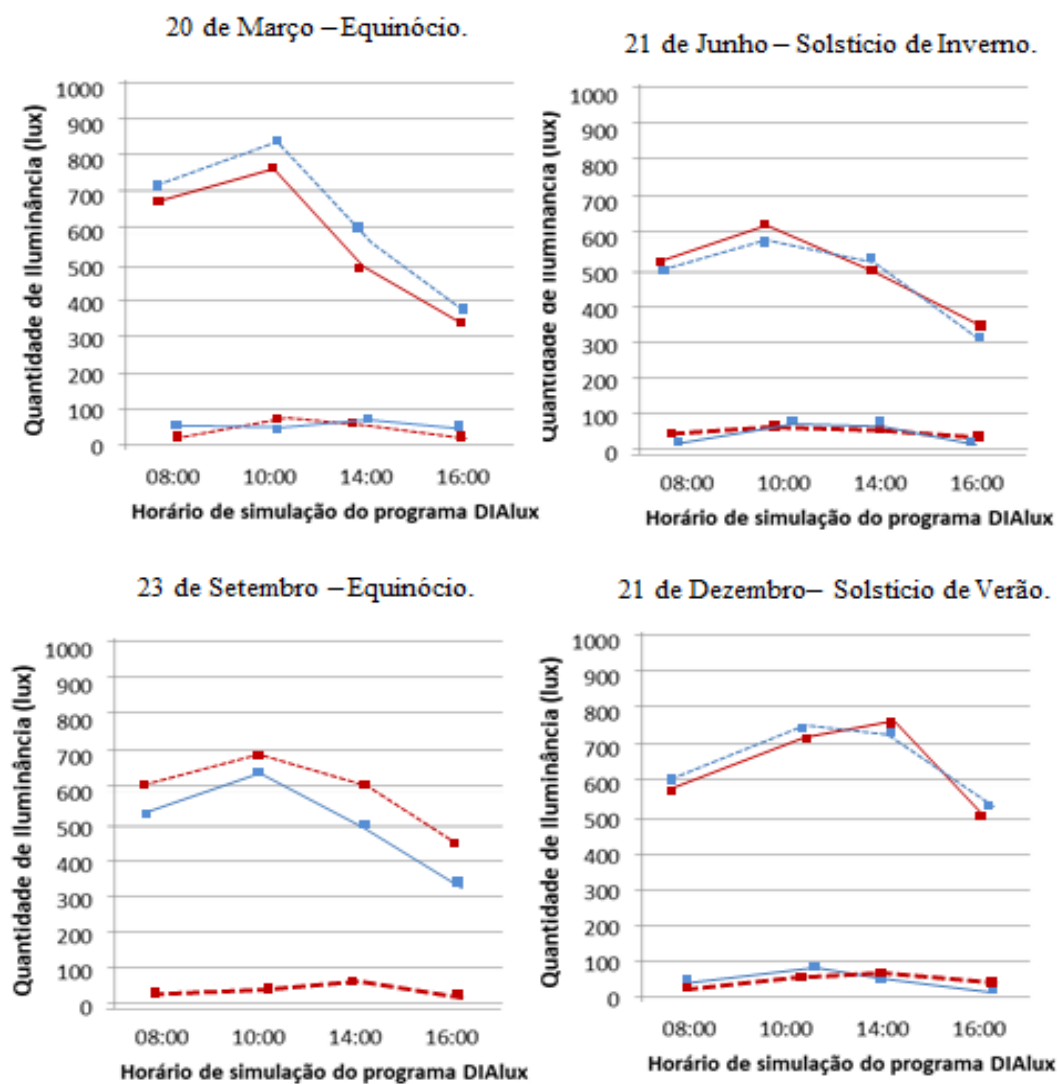 20 de Março – Equinócio.
Quantidade de Iluminância (lux)
1000
900
800
700
600
500
400
300
200
100
0
08:00 10:00 14:00 16:00
Horário de simulação do programa DIAlux
21 de Junho – Solstício de Inverno.
Quantidade de Iluminância (lux)
1000
900
800
700
600
500
400
300
200
100
0
08:00 10:00 14:00 16:00
Horário de simulação do programa DIAlux
23 de Setembro – Equinócio.
Quantidade de Iluminância (lux)
1000
900
800
700
600
500
400
300
200
100
0
08:00 10:00 14:00 16:00
Horário de simulação do programa DIAlux
21 de Dezembro– Solstício de Verão.
Quantidade de Iluminância (lux)
1000
900
800
700
600
500
400
300
200
100
0
08:00 10:00 14:00 16:00
Horário de simulação do programa DIAlux